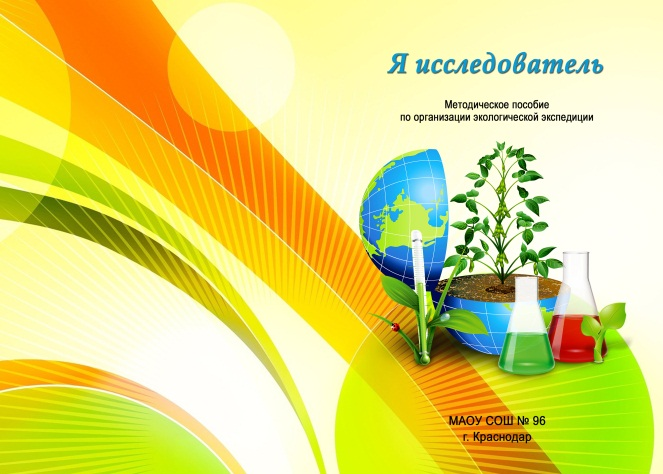 Я исследователь
Методическое пособие
по организации экологической экспедиции
МАОУ СОШ № 96
г. Краснодар